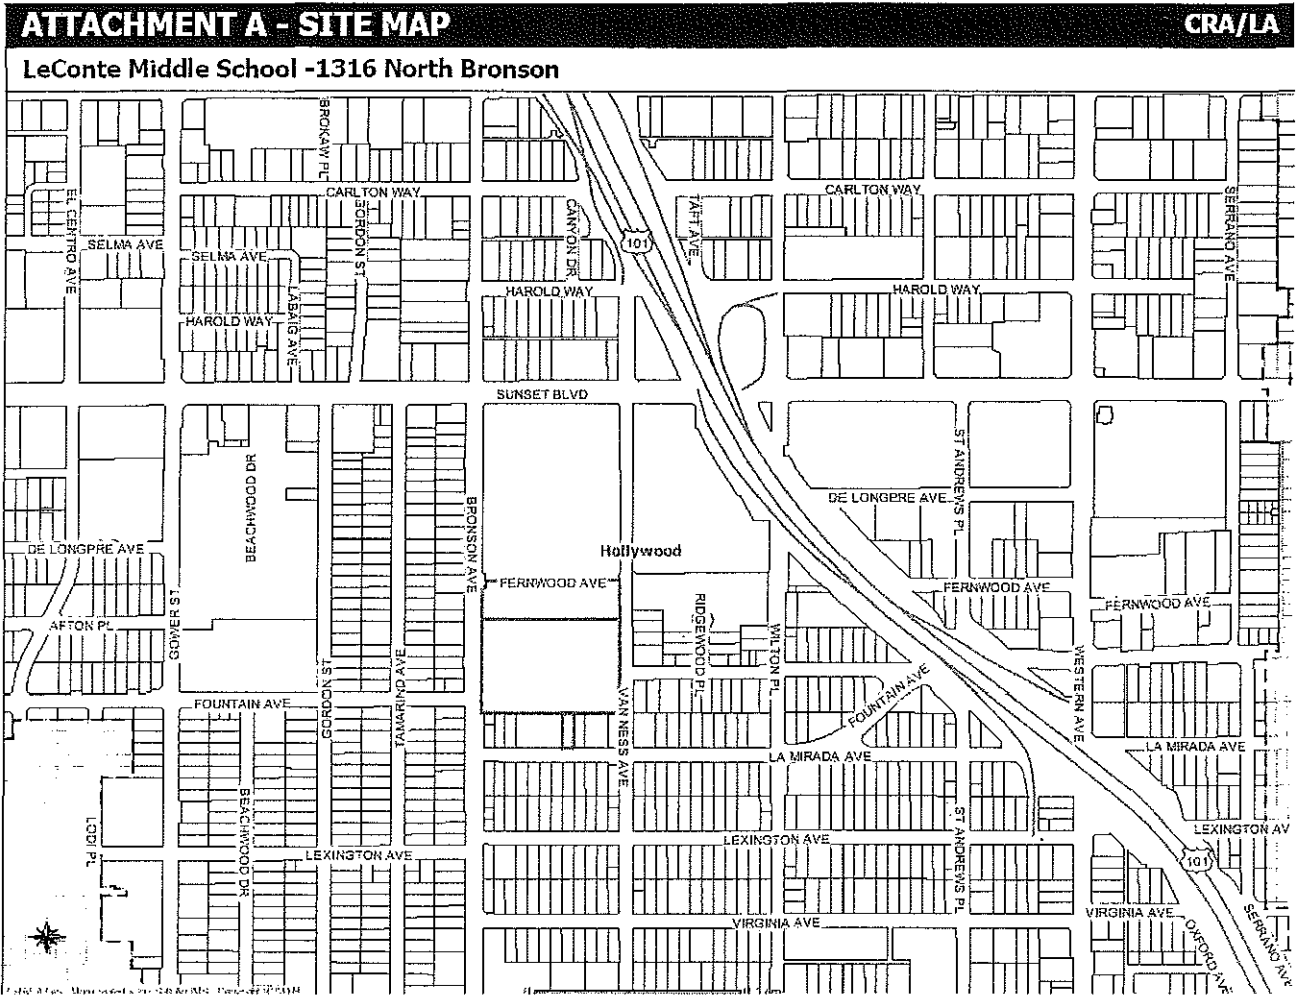 ATTACHMENT A - SITE MAP
CRA/LA
LeConte Middle School -1316 North Bronson
BROKAW PL
CARLTON WAY
CARLTON WAY
EL CENTRO AVE
GORDON ST
CANYON DR
TAFT AVE
SERRANO AVE
101
SELMA AVE
SELMA AVE
LABAIG AVE
HAROLD WAY
HAROLD WAY
HAROLD WAY
SUNSET BLVD
BEACHWOOD DR
ST ANDREWS PL
DE LONGPRE AVE
BRONSON AVE
DE LONGPRE AVE
Hollywood
FERNWOOD AVE
FERNWOOD AVE
FERNWOOD AVE
GOWER ST
AFTON PL
RIDGEWOOD PL
WILTON PL
WESTERN AVE
GORDON ST
TAMARIND AVE
FOUNTAIN AVE
FOUNTAIN AVE
VAN NESS AVE
LA MIRADA AVE
LA MIRADA AVE
LODI PL
BEACHWOOD DR
ST ANDREWS PL
LEXINGTON AV
LEXINGTON AVE
LEXINGTON AVE
101
VIRGINIA AVE
VIRGINIA AVE
OXFORD AVE
SERRANO AVE